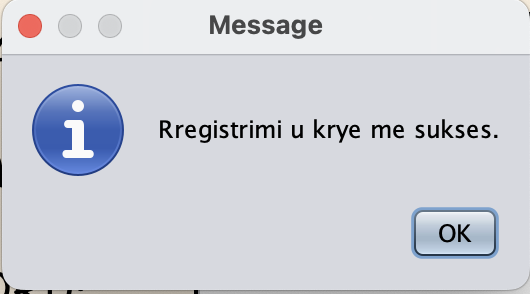 Message
Rregistrimi u krye me sukses.
OK